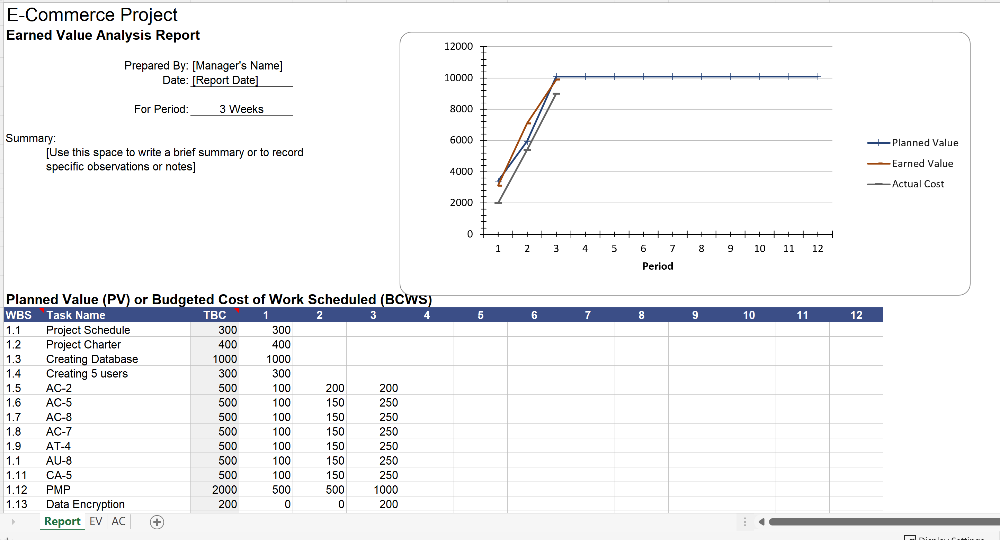 E-Commerce Project
Earned Value Analysis Report
Prepared By: [Manager's Name]
Date: [Report Date]
For Period: 3 Weeks
Summary:
[Use this space to write a brief summary or to record
specific observations or notes]
12000
10000
8000
6000
4000
2000
0
1 2 3 4 5 6 7 8 9 10 11 12
Period
Planned Value
Earned Value
Actual Cost
Planned Value (PV) or Budgeted Cost of Work Scheduled (BCWS)
WBS Task Name TBC 1 2 3 4 5 6 7 8 9 10 11 12
1.1 Project Schedule 300 300
1.2 Project Charter 400 400
1.3 Creating Database 1000 1000
1.4 Creating 5 users 300 300
1.5 AC-2 500 100 200 200
1.6 AC-5 500 100 150 250
1.7 AC-8 500 100 150 250
1.8 AC-7 500 100 150 250
1.9 AT-4 500 100 150 250
1.1 AU-8 500 100 150 250
1.11 CA-5 500 100 150 250
1.12 PMP 2000 500 500 1000
1.13 Data Encryption 200 0 0 200
Report EV AC
Display Settings